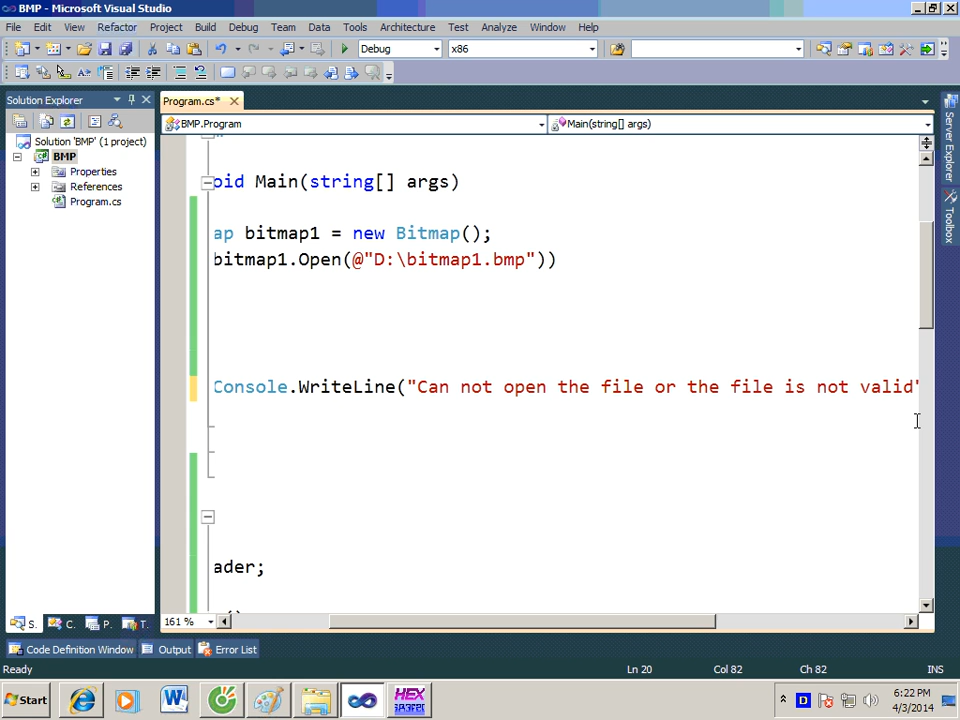 BMP - Microsoft Visual Studio
File Edit View Refactor Project Build Debug Team Data Tools Architecture Test Analyze Window Help
Debug x86
Solution Explorer
Program.cs*
BMP.Program
Main(string[] args)
Solution 'BMP' (1 project)
BMP
Properties
References
Program.cs
oid Main(string[] args)
ap bitmap1 = new Bitmap();
bitmap1.Open(@"D:\bitmap1.bmp"))
Console.WriteLine("Can not open the file or the file is not valid"
ader;
Server Explorer
Toolbox
S. C. P. T.
161 %
Code Definition Window Output Error List
Ready Ln 20 Col 82 Ch 82 INS
Start
W
HEX
D
6:22 PM
4/3/2014